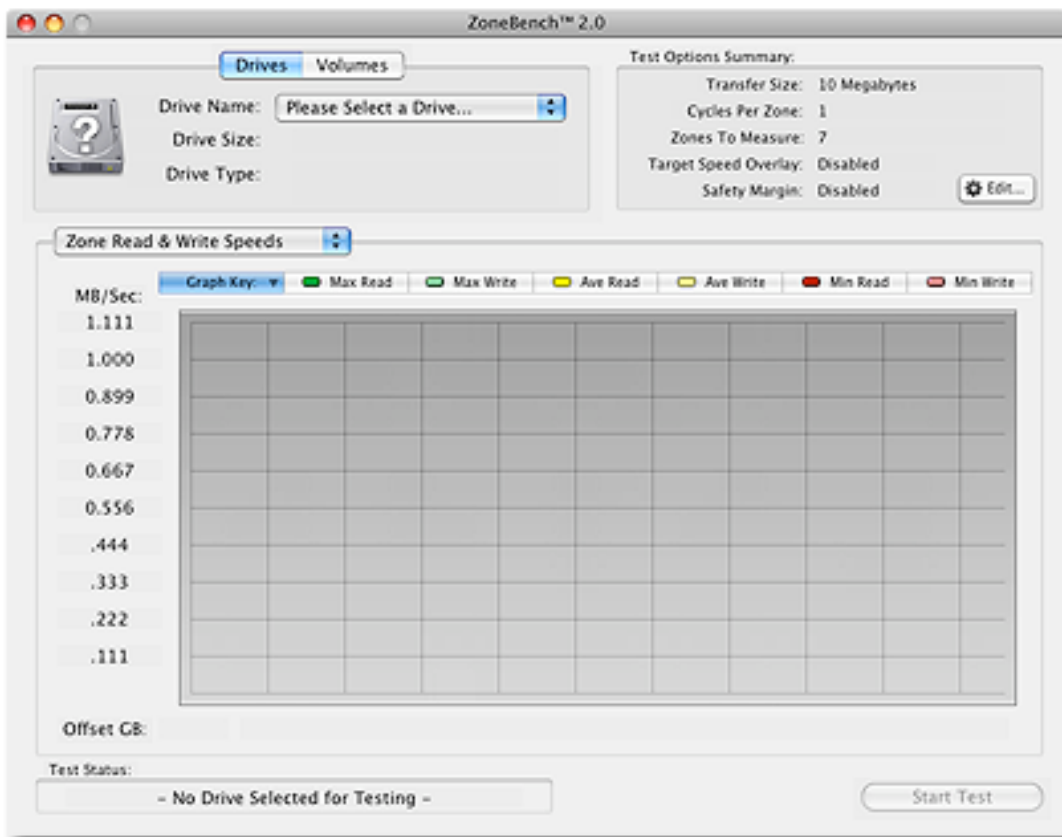 ZoneBench™ 2.0
Drives Volumes
Drive Name: Please Select a Drive...
Drive Size:
Drive Type:
Test Options Summary:
Transfer Size: 10 Megabytes
Cycles Per Zone: 1
Zones To Measure: 7
Target Speed Overlay: Disabled
Safety Margin: Disabled
Edit...
Zone Read & Write Speeds
Graph Key: Max Read Max Write Ave Read Ave Write Min Read Min Write
MB/Sec:
1.111
1.000
0.899
0.778
0.667
0.556
.444
.333
.222
.111
Offset GB:
Test Status:
– No Drive Selected for Testing –
Start Test